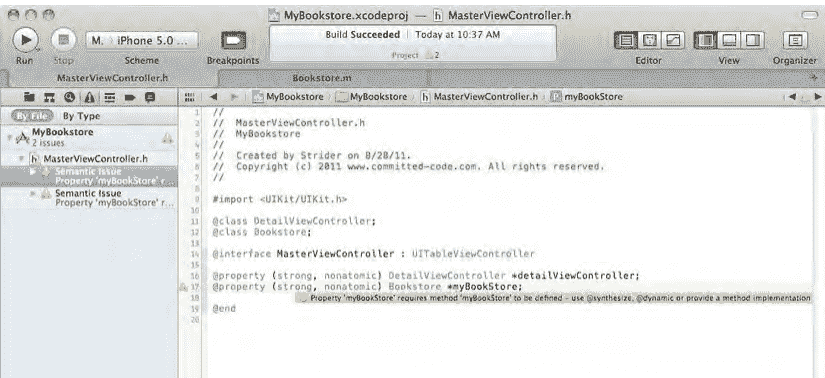 MyBookstore.xcodeproj — MasterViewController.h
Build Succeeded | Today at 10:37 AM
Project 2
M. iPhone 5.0 ...
Run Stop Scheme Breakpoints Editor View Organizer
MasterViewController.h Bookstore.m
MyBookstore MyBookstore MasterViewController.h myBookStore
By File By Type
MyBookstore
2 issues
MasterViewController.h
Semantic Issue
Property 'myBookStore' r...
Semantic Issue
Property 'myBookStore' r...
1 //
2 // MasterViewController.h
3 // MyBookstore
4 //
5 // Created by Strider on 8/28/11.
6 // Copyright (c) 2011 www.committed-code.com. All rights reserved.
7 //
8
9 #import <UIKit/UIKit.h>
10
11 @class DetailViewController;
12 @class Bookstore;
13
14 @interface MasterViewController : UITableViewController
15
16 @property (strong, nonatomic) DetailViewController *detailViewController;
17 @property (strong, nonatomic) Bookstore *myBookStore;
Property 'myBookStore' requires method 'myBookStore' to be defined - use @synthesize, @dynamic or provide a method implementation
18
19 @end
20